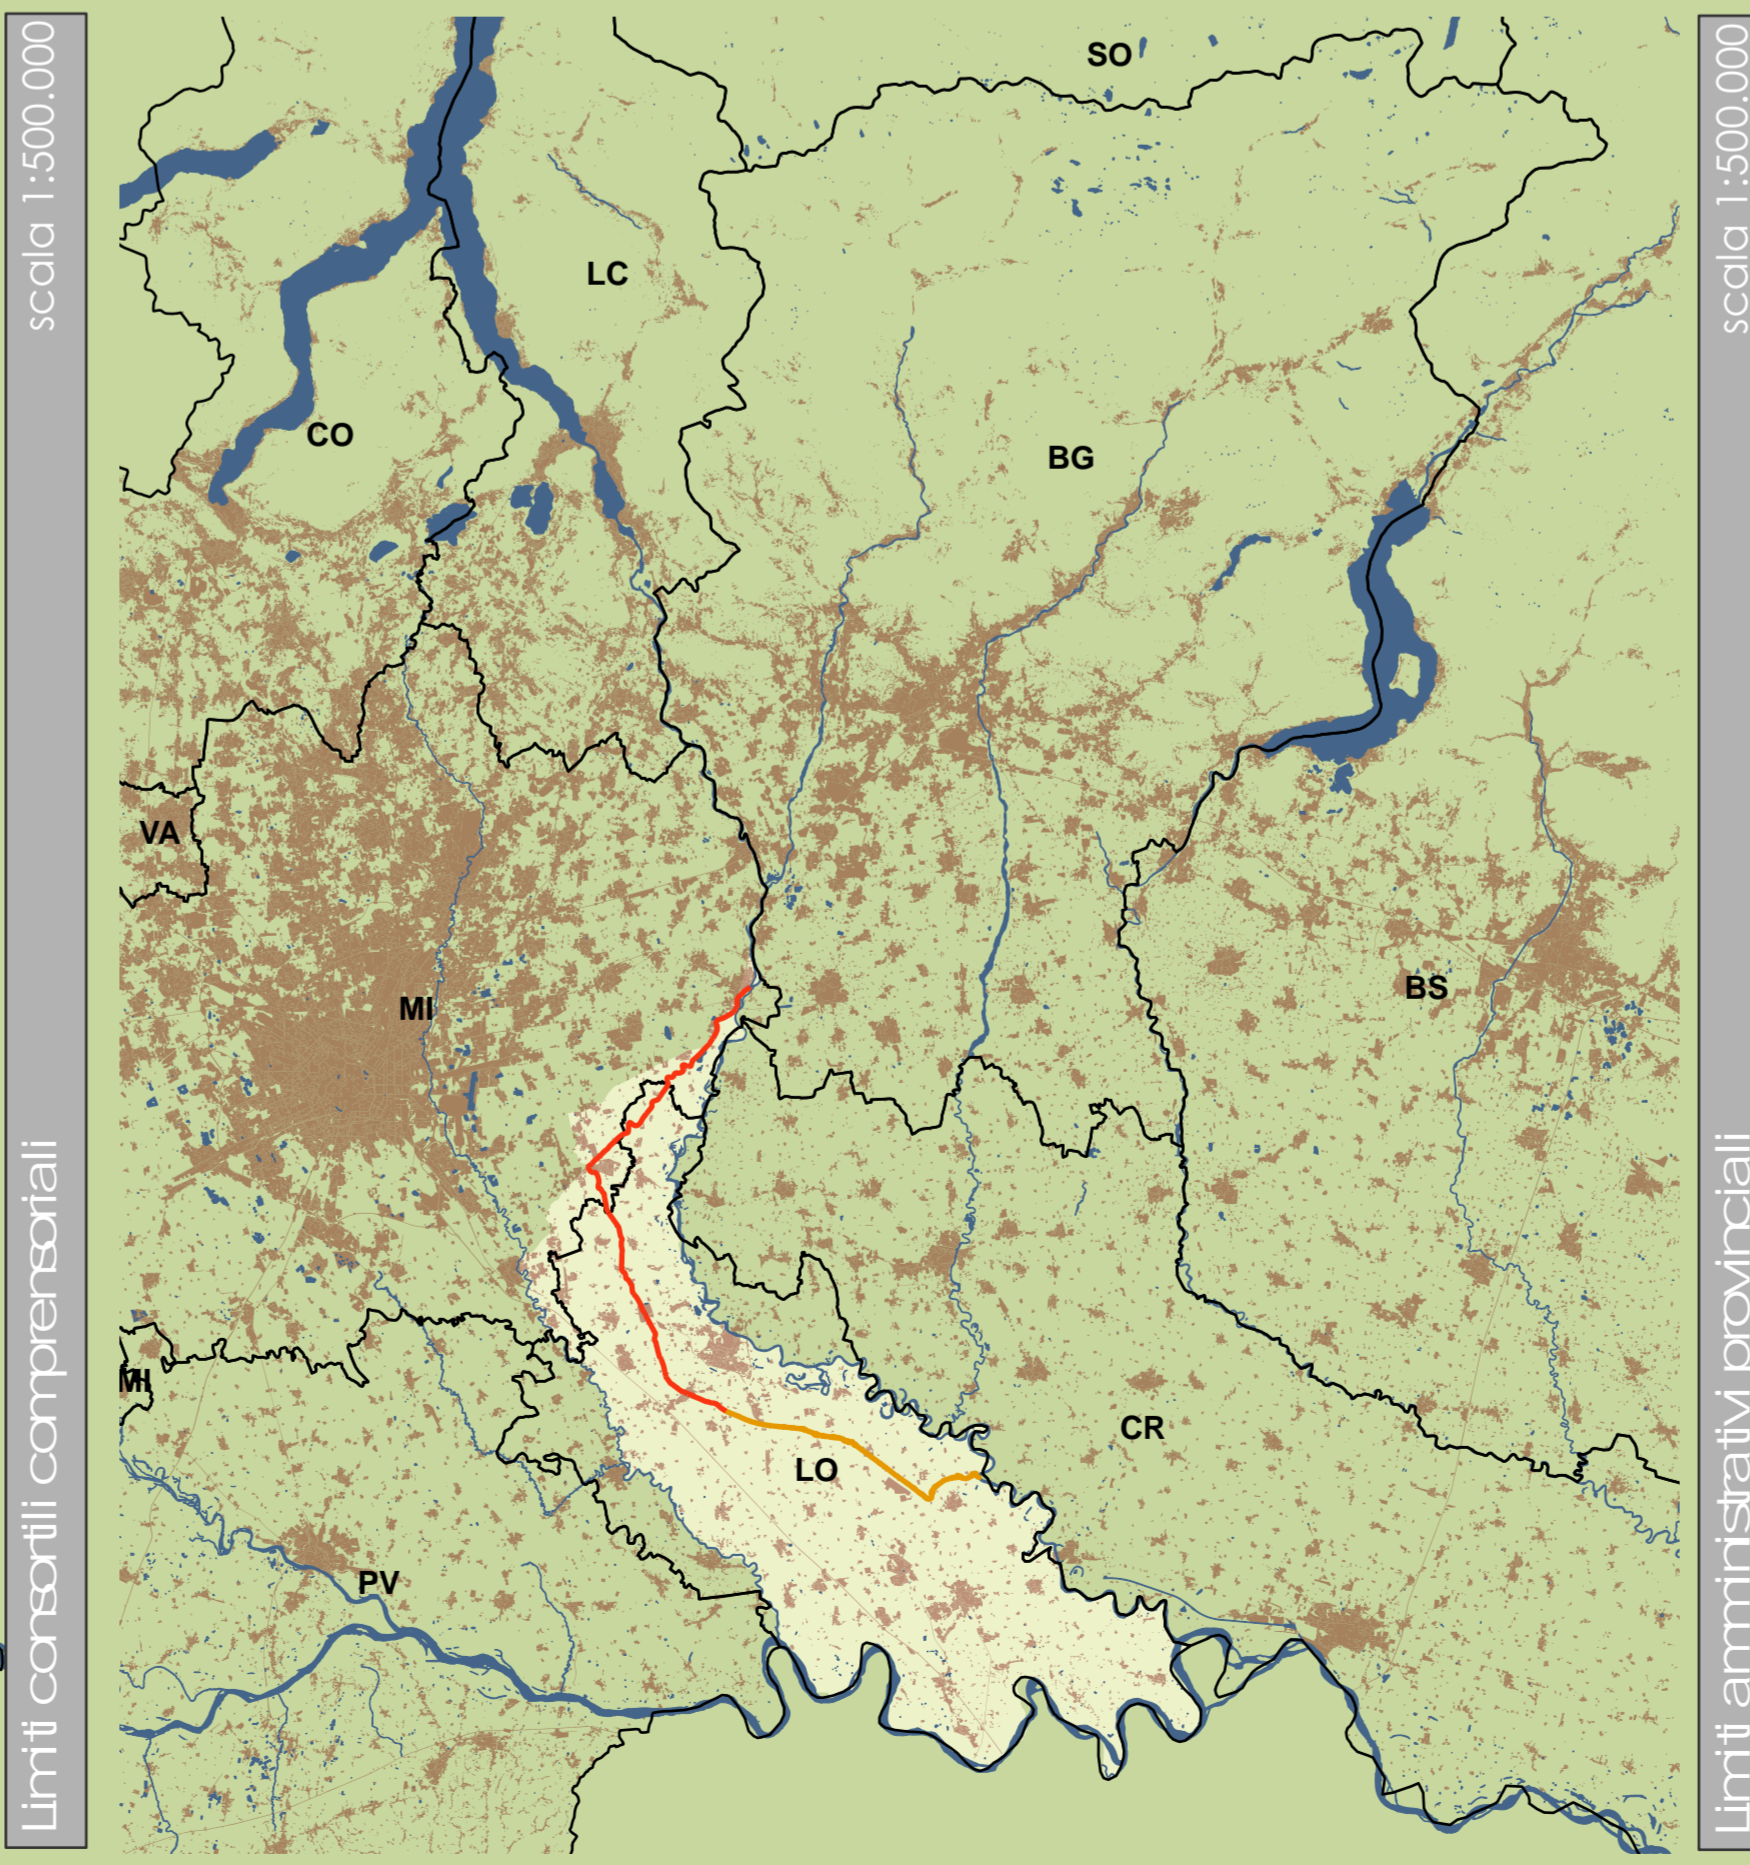 Limiti consortili comprensoriali
scala 1:500.000
SO
LC
CO
BG
VA
MI
BS
MI
CR
LO
PV
Limiti amministrativi provinciali
scala 1:500.000